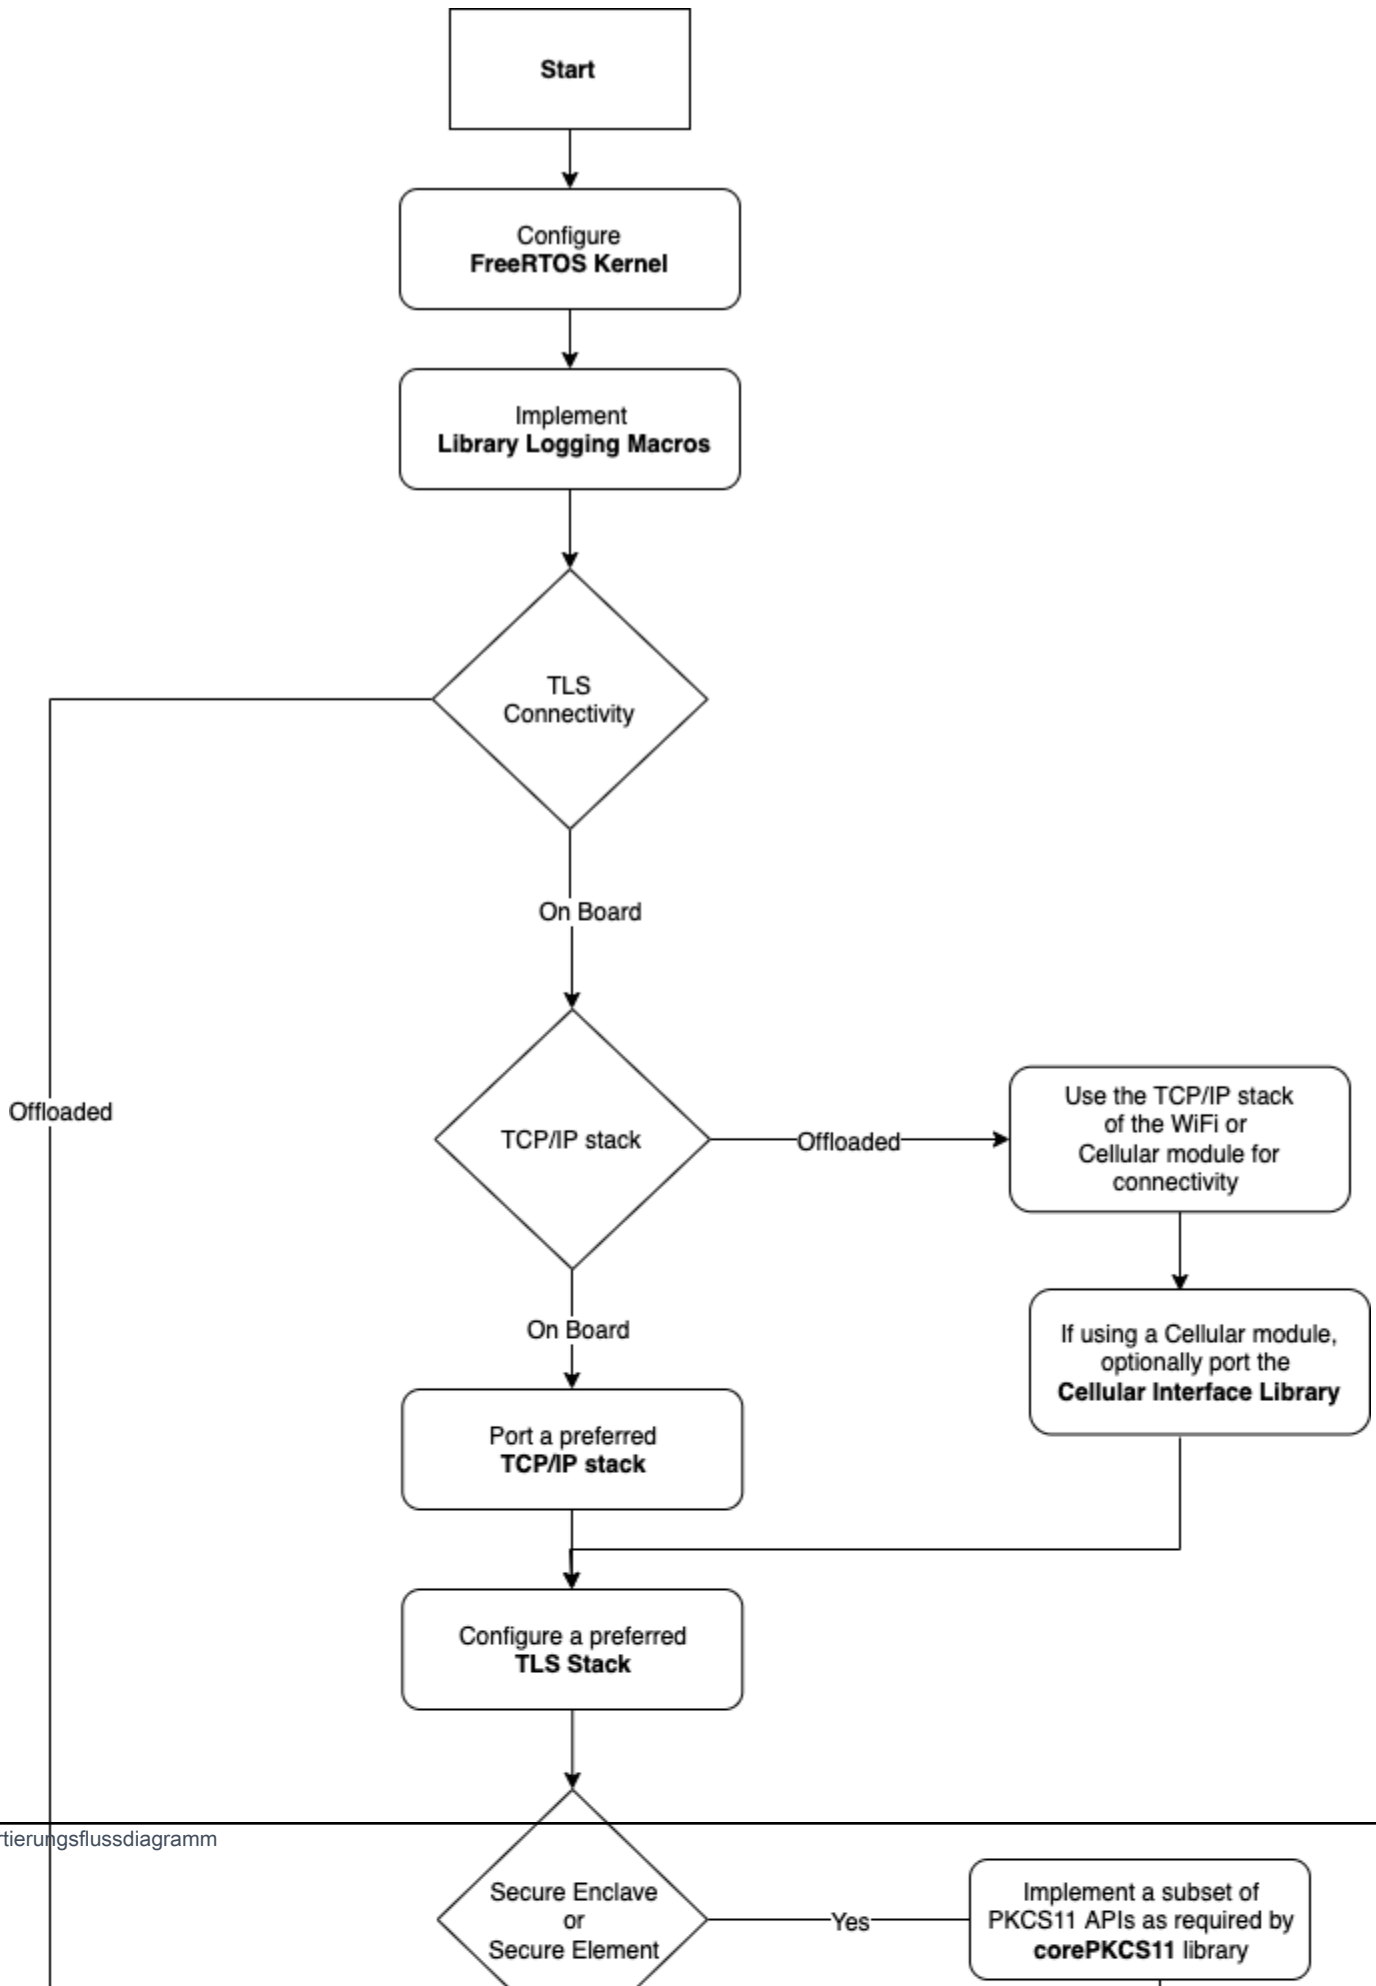 Start
Configure
FreeRTOS Kernel
Implement
Library Logging Macros
TLS
Connectivity
On Board
Offloaded
TCP/IP stack
Offloaded
Use the TCP/IP stack
of the WiFi or
Cellular module for
connectivity
If using a Cellular module,
optionally port the
Cellular Interface Library
On Board
Port a preferred
TCP/IP stack
Configure a preferred
TLS Stack
rtierungsflussdiagramm
Secure Enclave
or
Secure Element
Yes
Implement a subset of
PKCS11 APIs as required by
corePKCS11 library